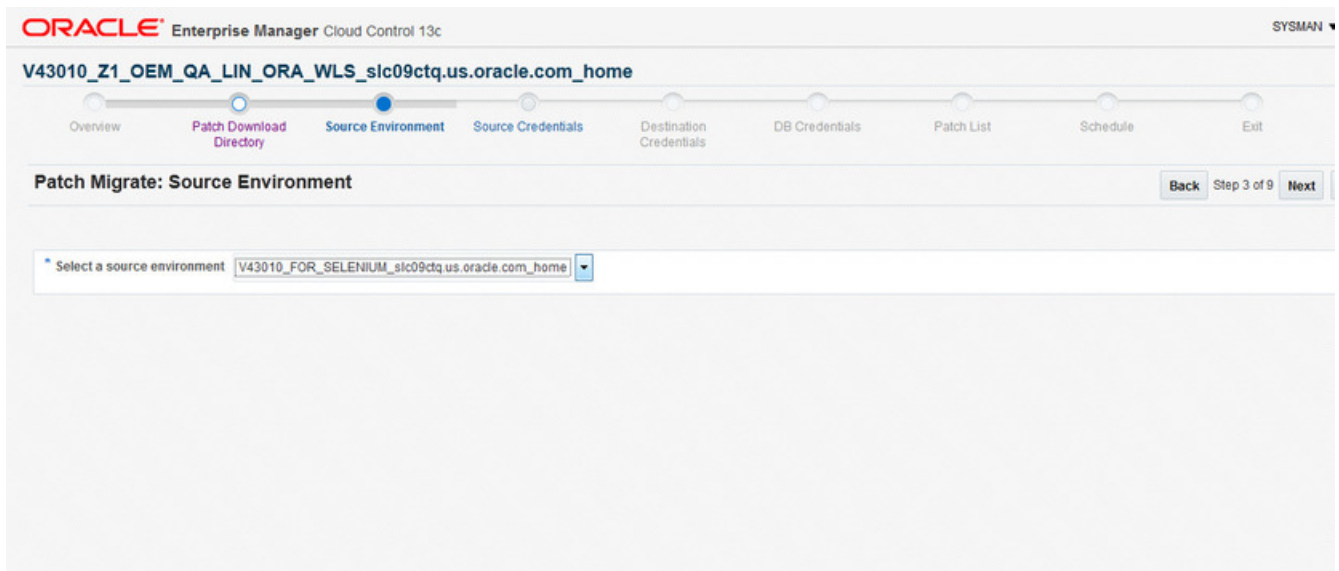 ORACLE Enterprise Manager Cloud Control 13c SYSMAN
V43010_Z1_OEM_QA_LIN_ORA_WLS_slc09ctq.us.oracle.com_home
Overview Patch Download Directory Source Environment Source Credentials Destination Credentials DB Credentials Patch List Schedule Exit
Patch Migrate: Source Environment Back Step 3 of 9 Next
* Select a source environment V43010_FOR_SELENIUM_slc09ctq.us.oracle.com_home